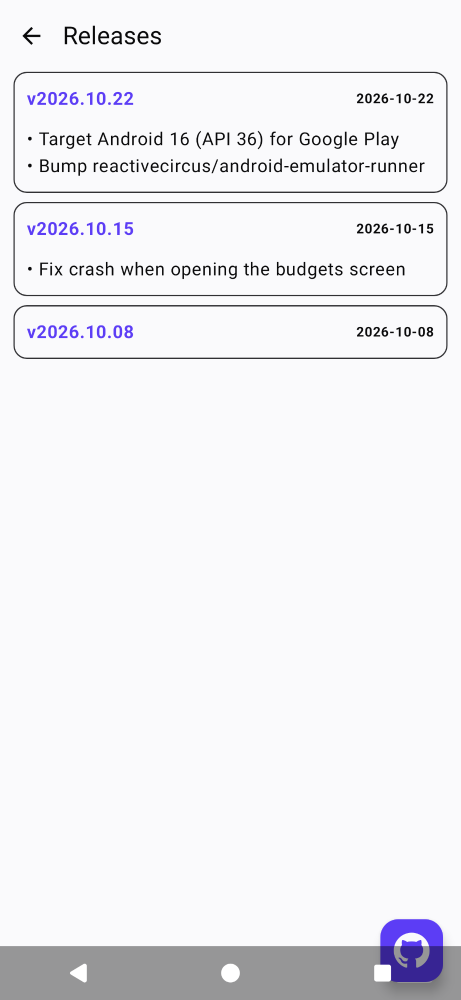 Releases
v2026.10.22 2026-10-22
• Target Android 16 (API 36) for Google Play
• Bump reactivecircus/android-emulator-runner
v2026.10.15 2026-10-15
• Fix crash when opening the budgets screen
v2026.10.08 2026-10-08